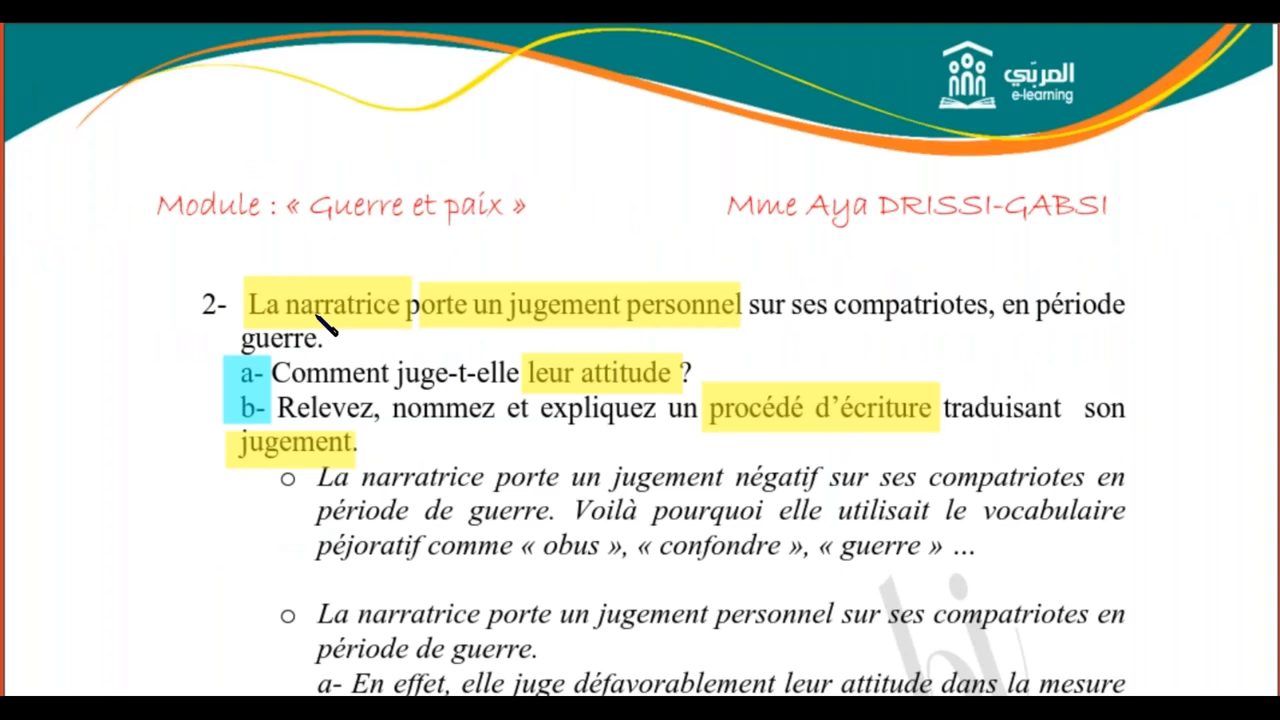 المربّي
e-learning
Module : « Guerre et paix »
Mme Aya DRISSI-GABSI
2- La narratrice porte un jugement personnel sur ses compatriotes, en période
guerre.
a- Comment juge-t-elle leur attitude ?
b- Relevez, nommez et expliquez un procédé d’écriture traduisant son
jugement.
o La narratrice porte un jugement négatif sur ses compatriotes en
période de guerre. Voilà pourquoi elle utilisait le vocabulaire
péjoratif comme « obus », « confondre », « guerre » …
o La narratrice porte un jugement personnel sur ses compatriotes en
période de guerre.
a- En effet, elle juge défavorablement leur attitude dans la mesure